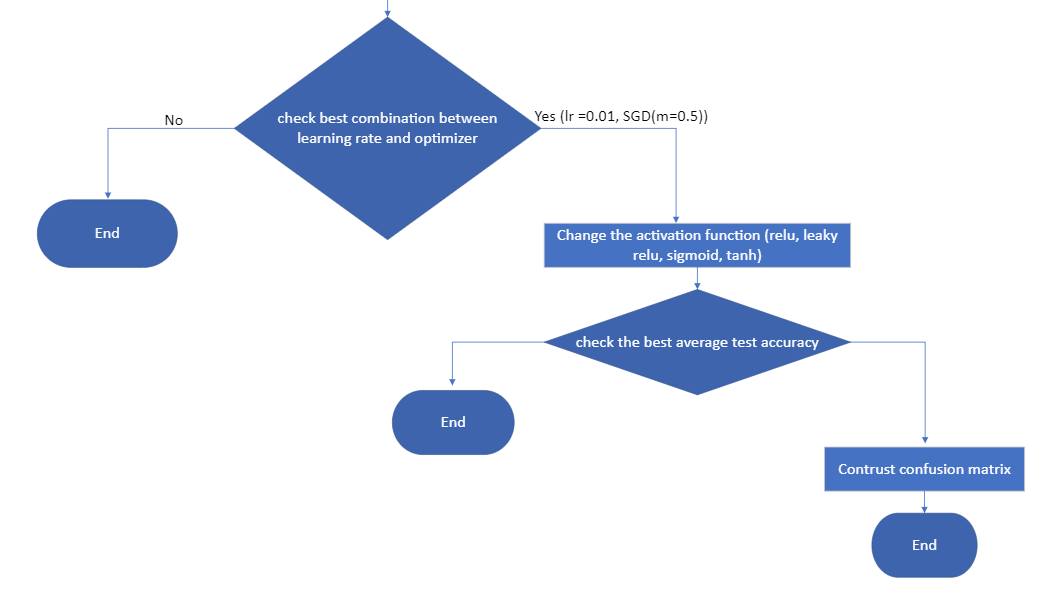 No
check best combination between
learning rate and optimizer
Yes (lr =0.01, SGD(m=0.5))
End
Change the activation function (relu, leaky
relu, sigmoid, tanh)
check the best average test accuracy
End
Contrust confusion matrix
End